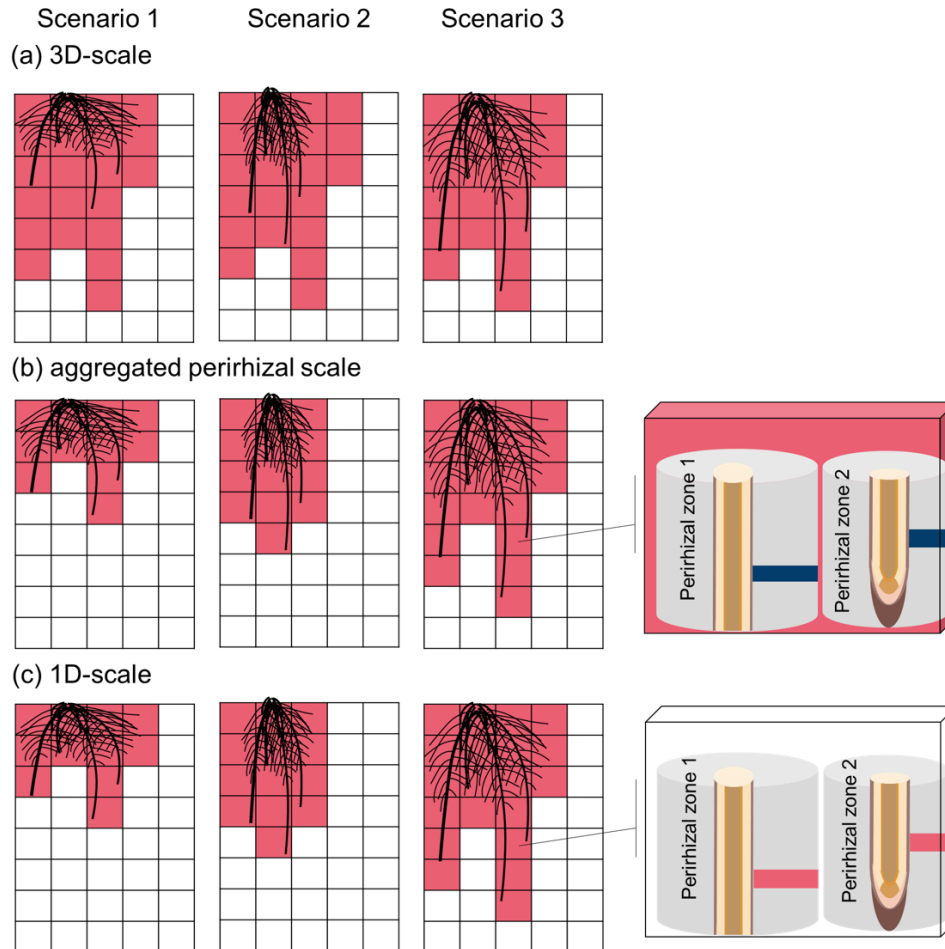 Scenario 1 Scenario 2 Scenario 3
(a) 3D-scale
(b) aggregated perirhizal scale
Perirhizal zone 1
Perirhizal zone 2
(c) 1D-scale
Perirhizal zone 1
Perirhizal zone 2